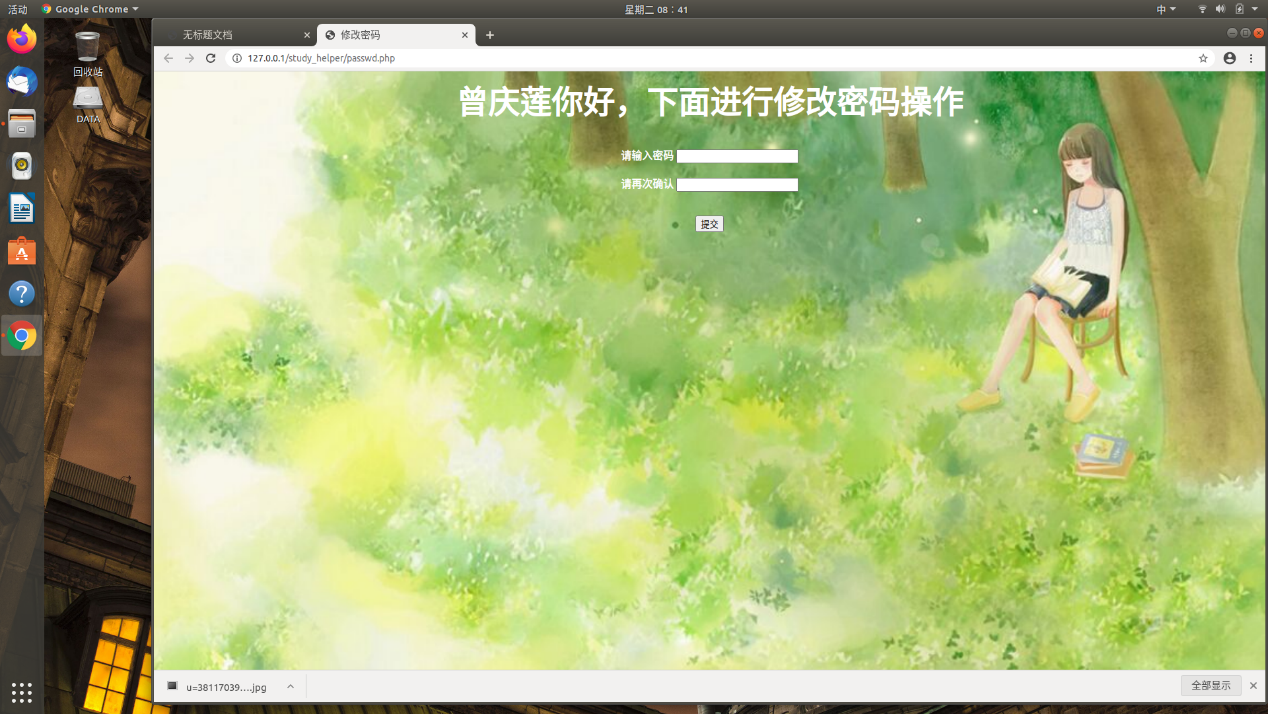 活动 Google Chrome 星期二 08：41 中
无标题文档 修改密码
127.0.0.1/study_helper/passwd.php
回收站
DATA
曾庆莲你好，下面进行修改密码操作
请输入密码
请再次确认
提交
u=38117039....jpg 全部显示